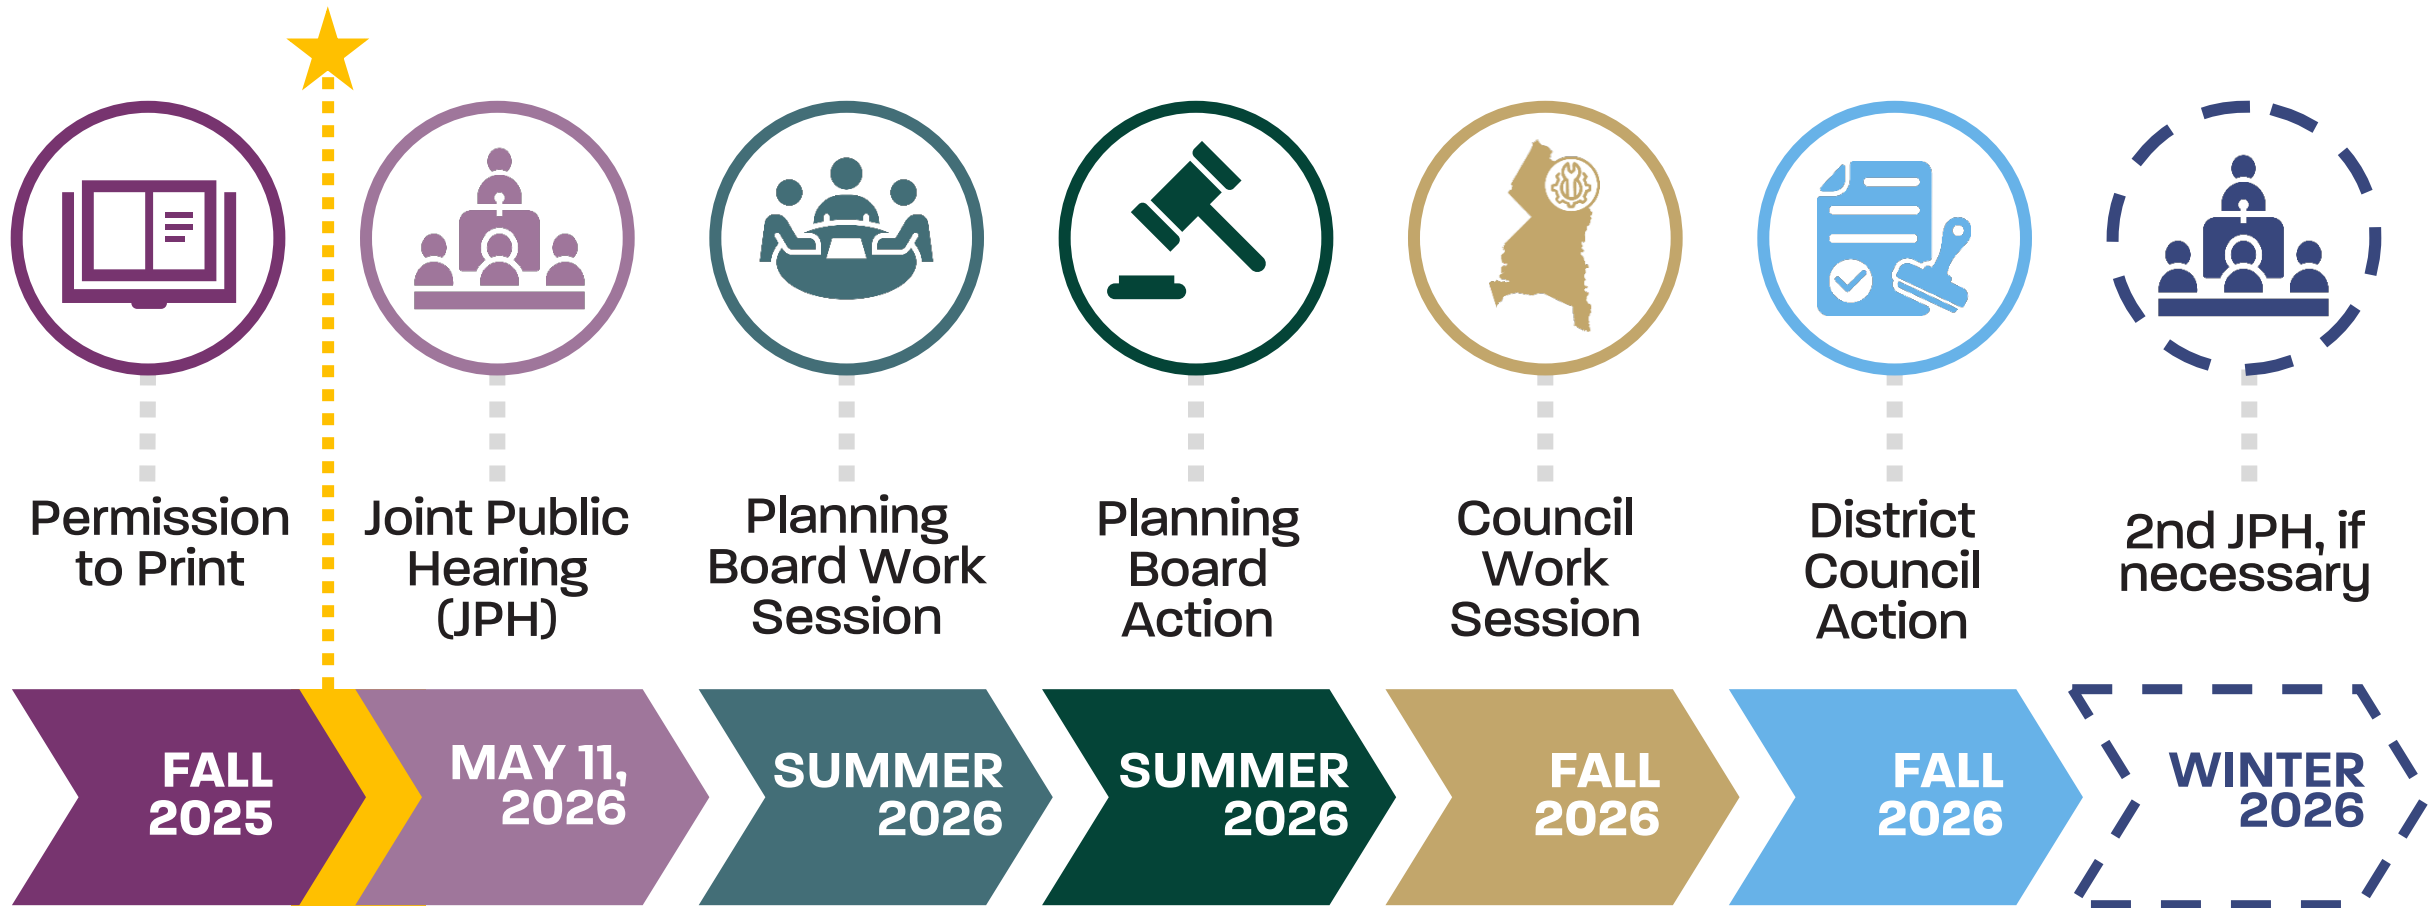 Permission
to Print
Joint Public
Hearing
(JPH)
Planning
Board Work
Session
Planning
Board
Action
Council
Work
Session
District
Council
Action
2nd JPH, if
necessary
FALL
2025
MAY 11,
2026
SUMMER
2026
SUMMER
2026
FALL
2026
FALL
2026
WINTER
2026